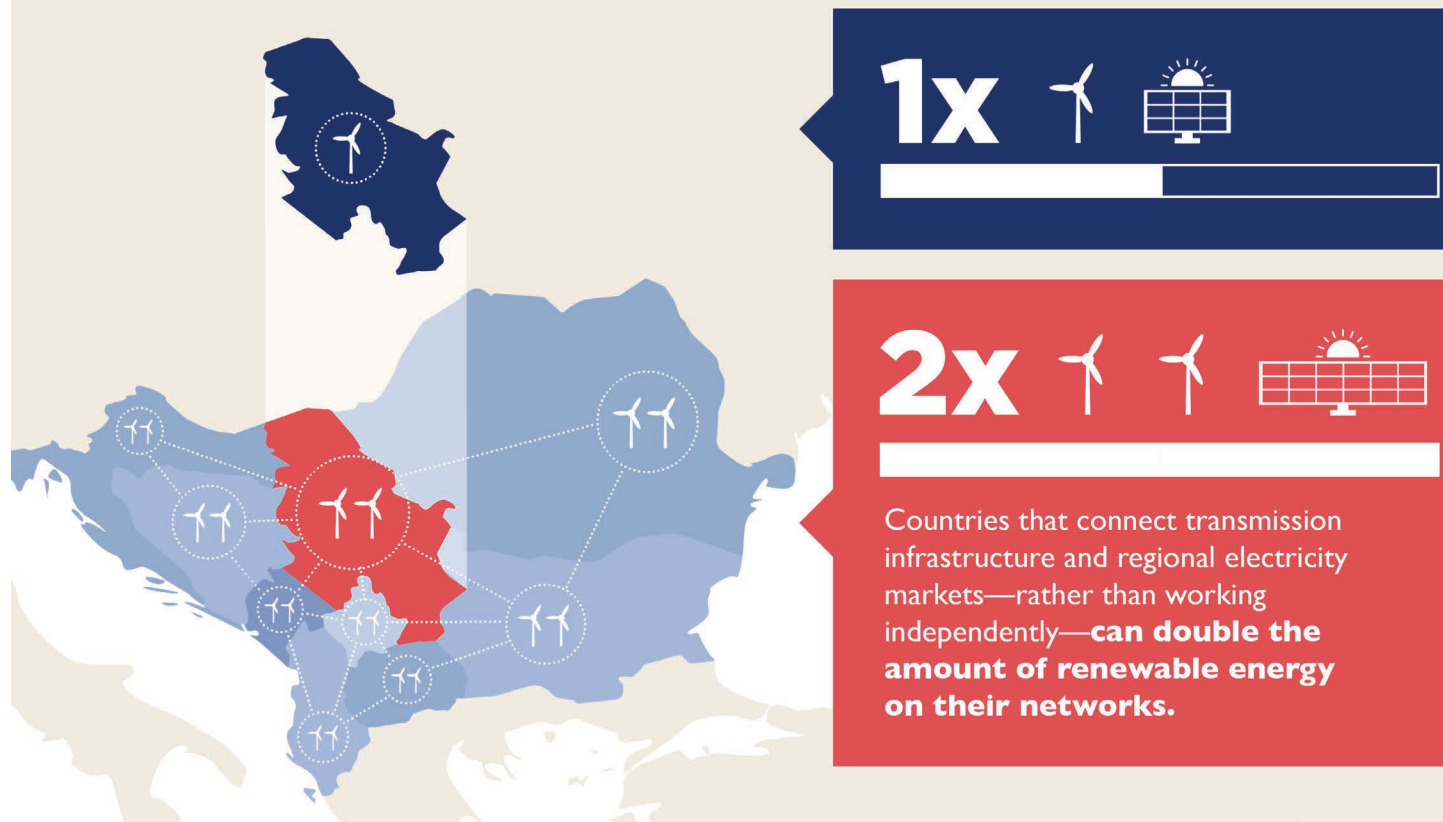 1x
2x
Countries that connect transmission
infrastructure and regional electricity
markets—rather than working
independently—can double the
amount of renewable energy
on their networks.